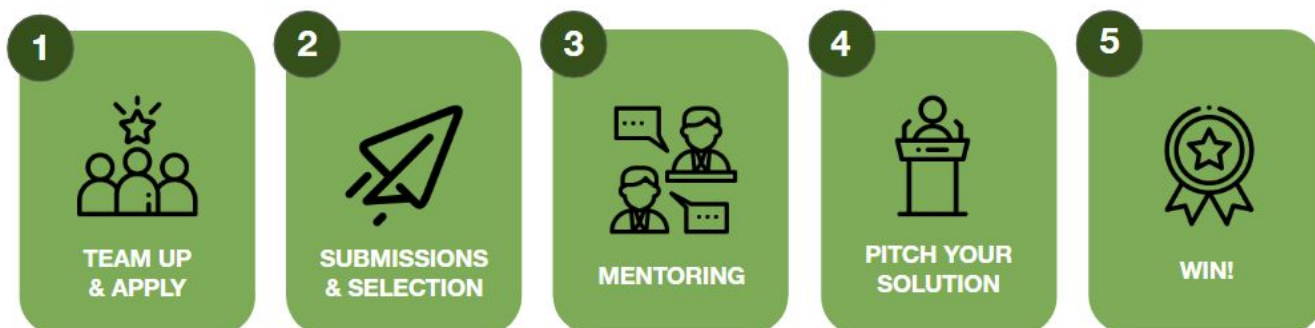 1
TEAM UP
& APPLY
2
SUBMISSIONS
& SELECTION
3
MENTORING
4
PITCH YOUR
SOLUTION
5
WIN!